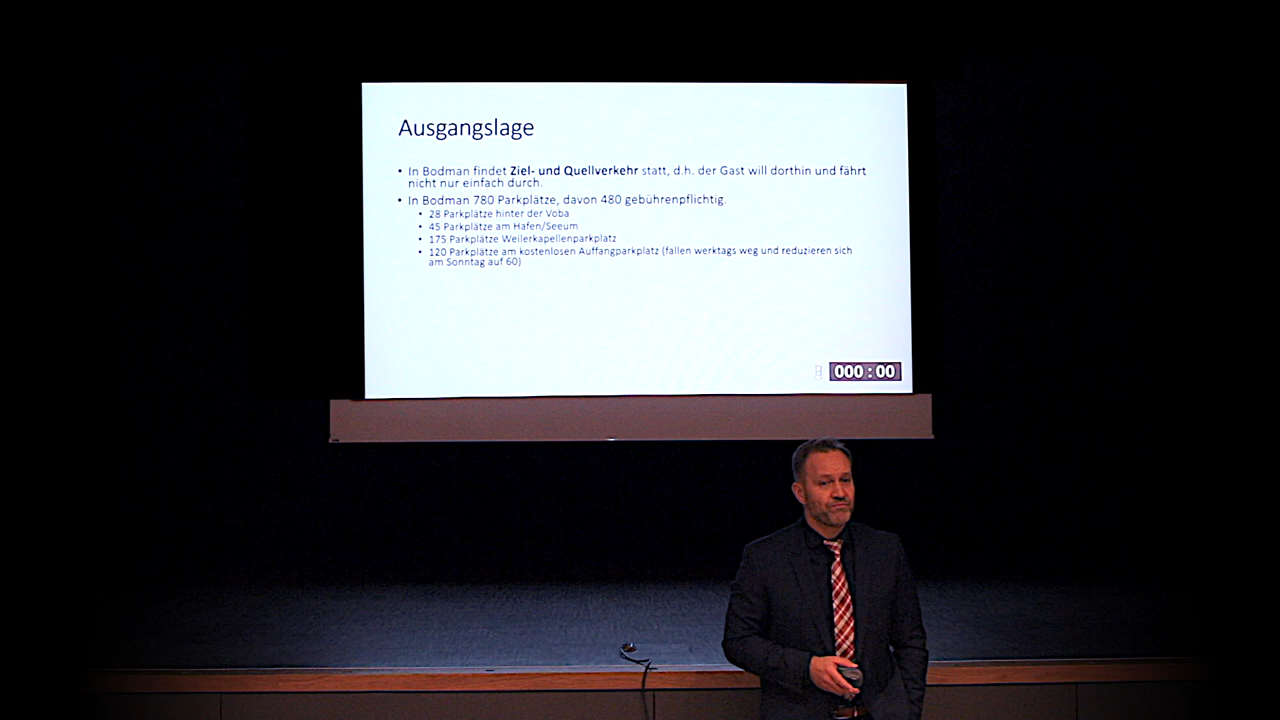 Ausgangslage
• In Bodman findet Ziel- und Quellverkehr statt, d.h. der Gast will dorthin und fährt
nicht nur einfach durch.
• In Bodman 780 Parkplätze, davon 480 gebührenpflichtig.
• 28 Parkplätze hinter der Voba
• 45 Parkplätze am Hafen/Seeum
• 175 Parkplätze Weilerkapellenparkplatz
• 120 Parkplätze am kostenlosen Auffangparkplatz (fallen werktags weg und reduzieren sich
am Sonntag auf 60)
000:00